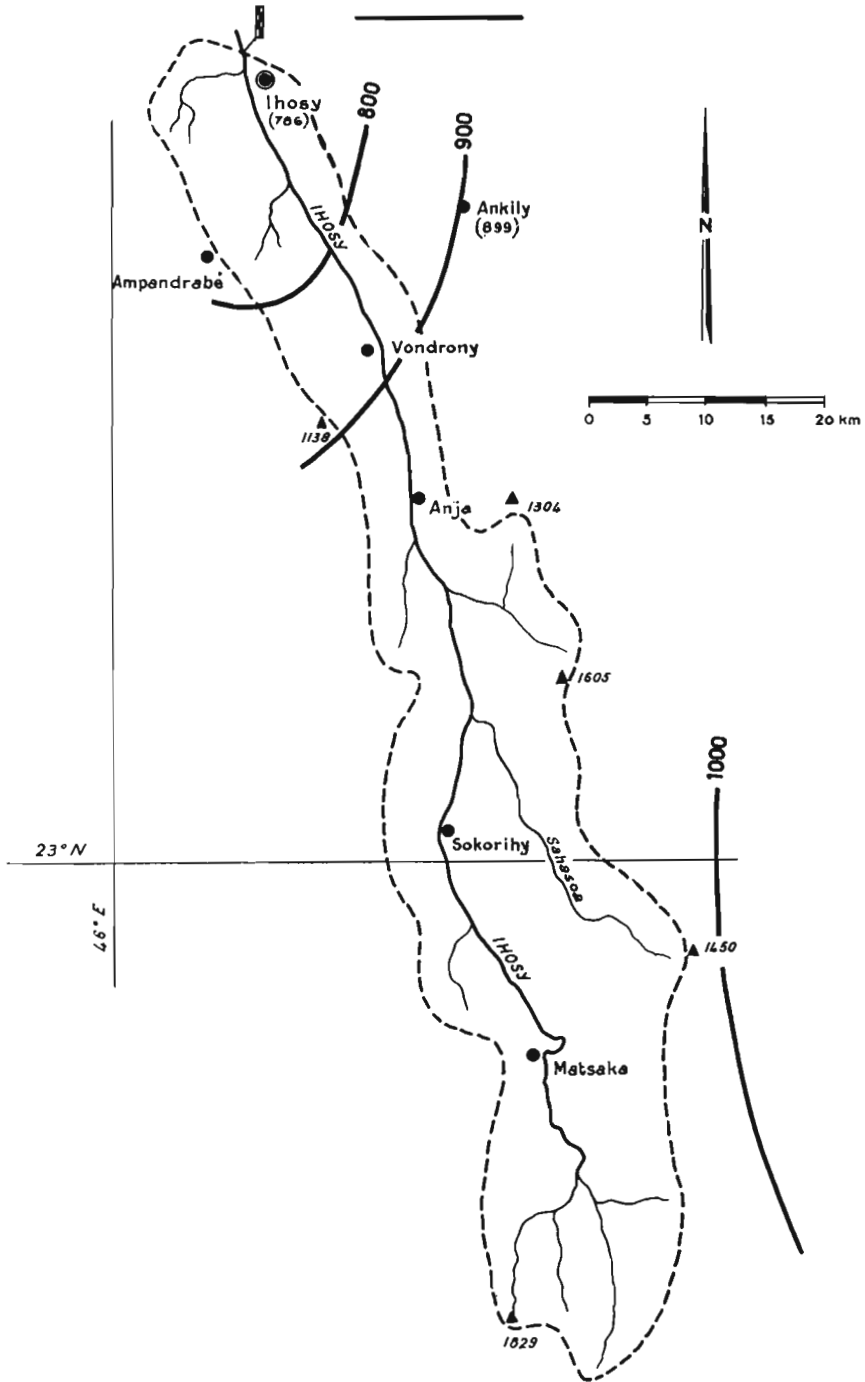 Ihosy
(786)
800
900
Ankily
(899)
N
IHOSY
Ampandrabé
Vondrony
0 5 10 15 20 km
1138
Anja
1304
1605
1000
Sokorihy
Sahasoa
23° N
46° E
1450
IHOSY
Matsaka
1829